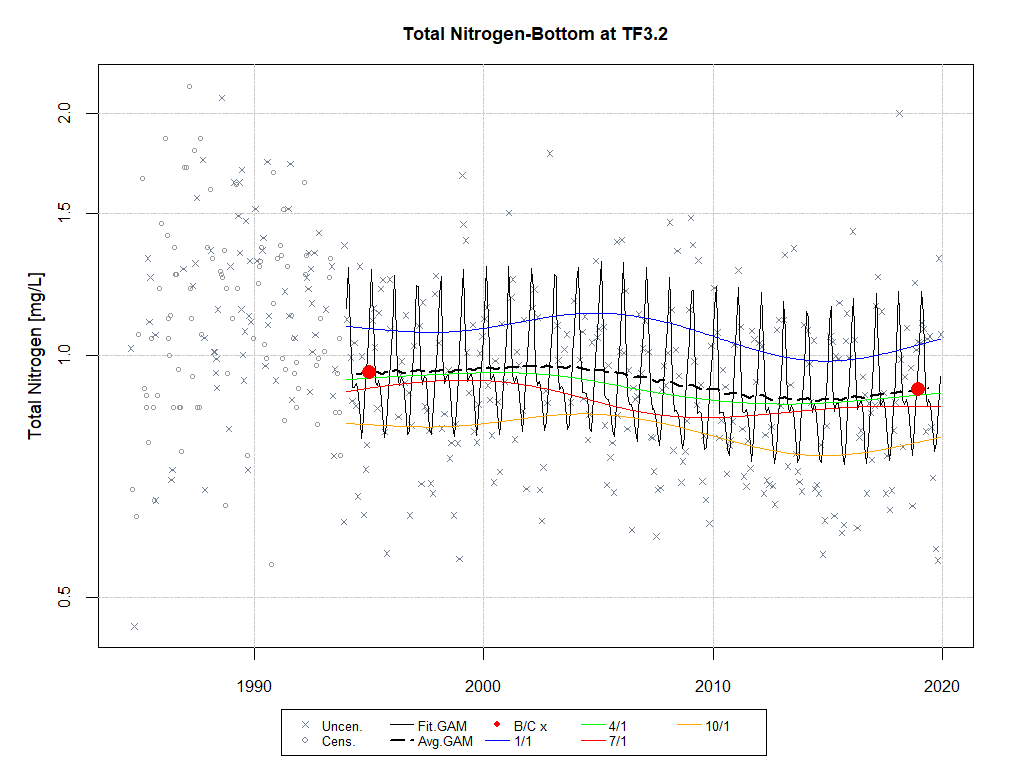 Total Nitrogen-Bottom at TF3.2
Total Nitrogen [mg/L]
2.0
1.5
1.0
0.5
1990 2000 2010 2020
Uncen. Fit.GAM B/C x 4/1 10/1
Cens. Avg.GAM 1/1 7/1